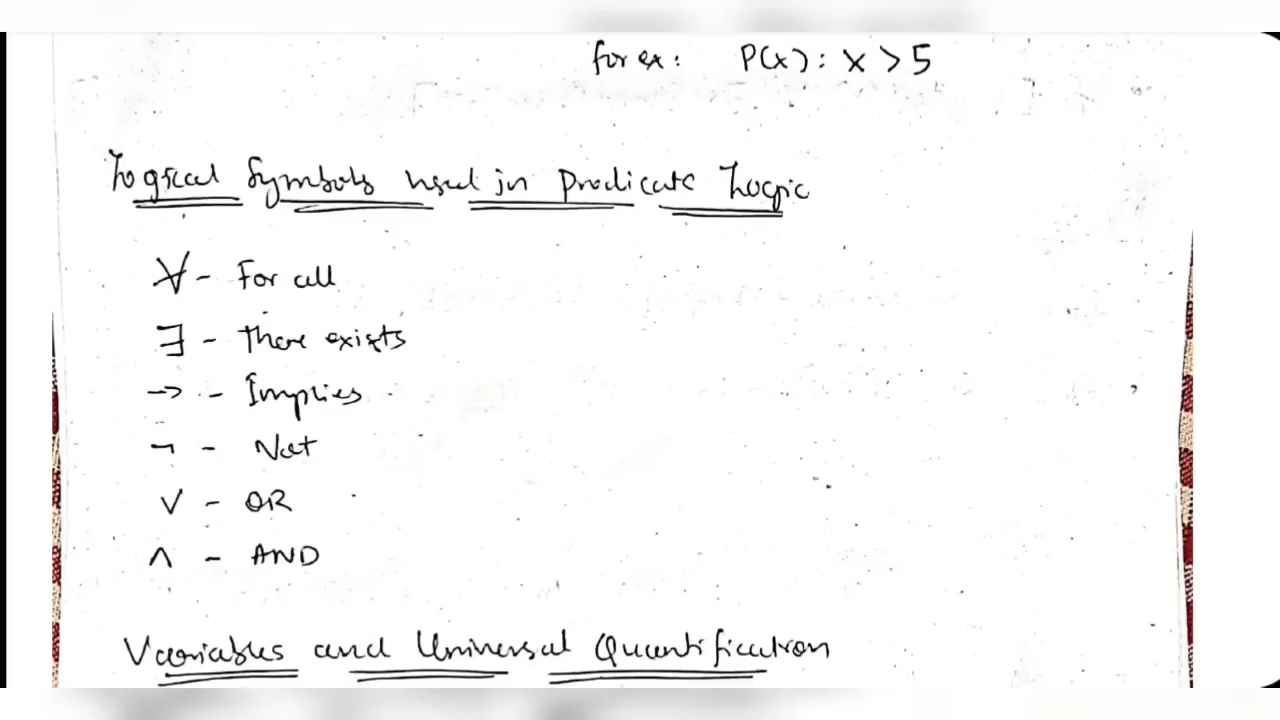 for ex: P(x): x > 5
Logical Symbols used in Predicate Logic
∀ - For all
∃ - There exists
→ - Implies
¬ - Not
∨ - OR
∧ - AND
Variables and Universal Quantification